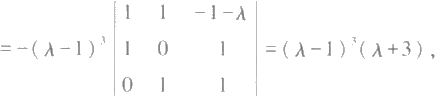 =-(λ-1)³ | 1 1 -1-λ |
| 1 0 1 | =(λ-1)³(λ+3),
| 0 1 1 |